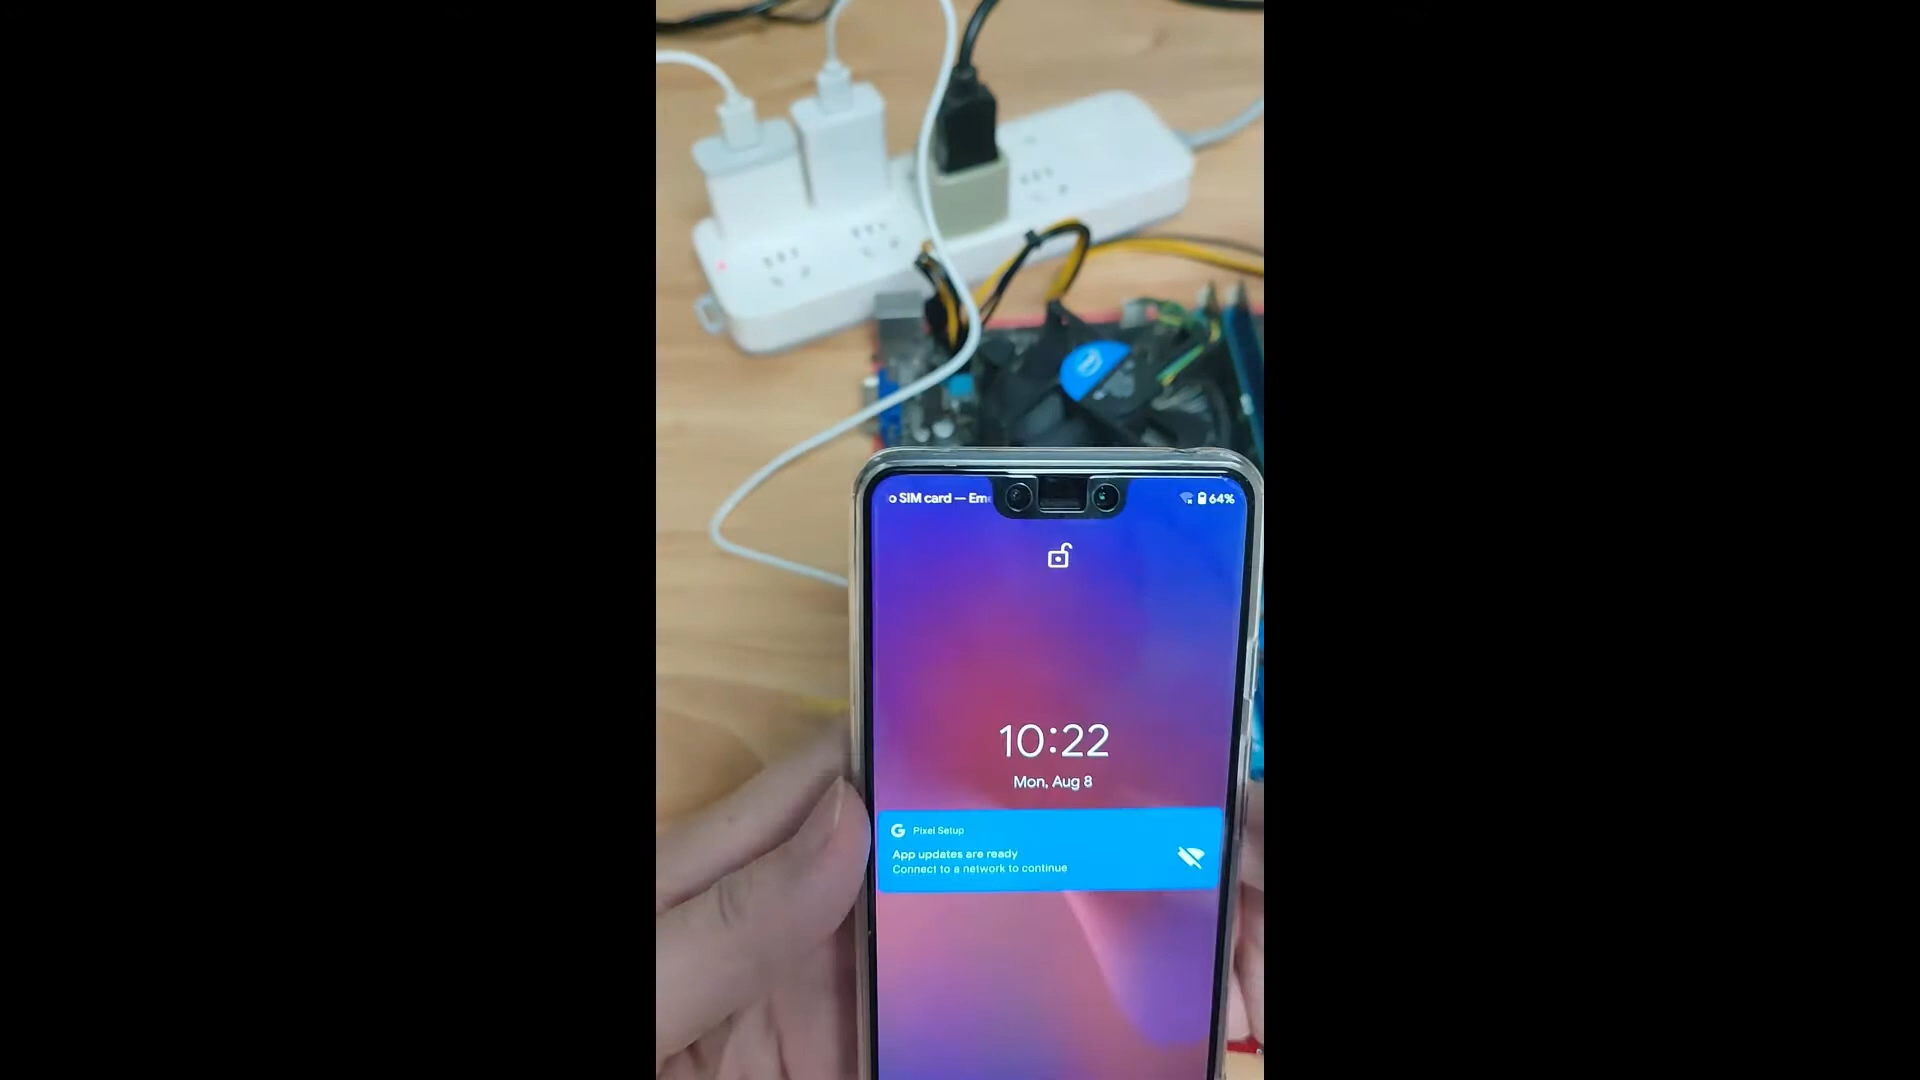 o SIM card — Em
64%
10:22
Mon, Aug 8
G Pixel Setup
App updates are ready
Connect to a network to continue